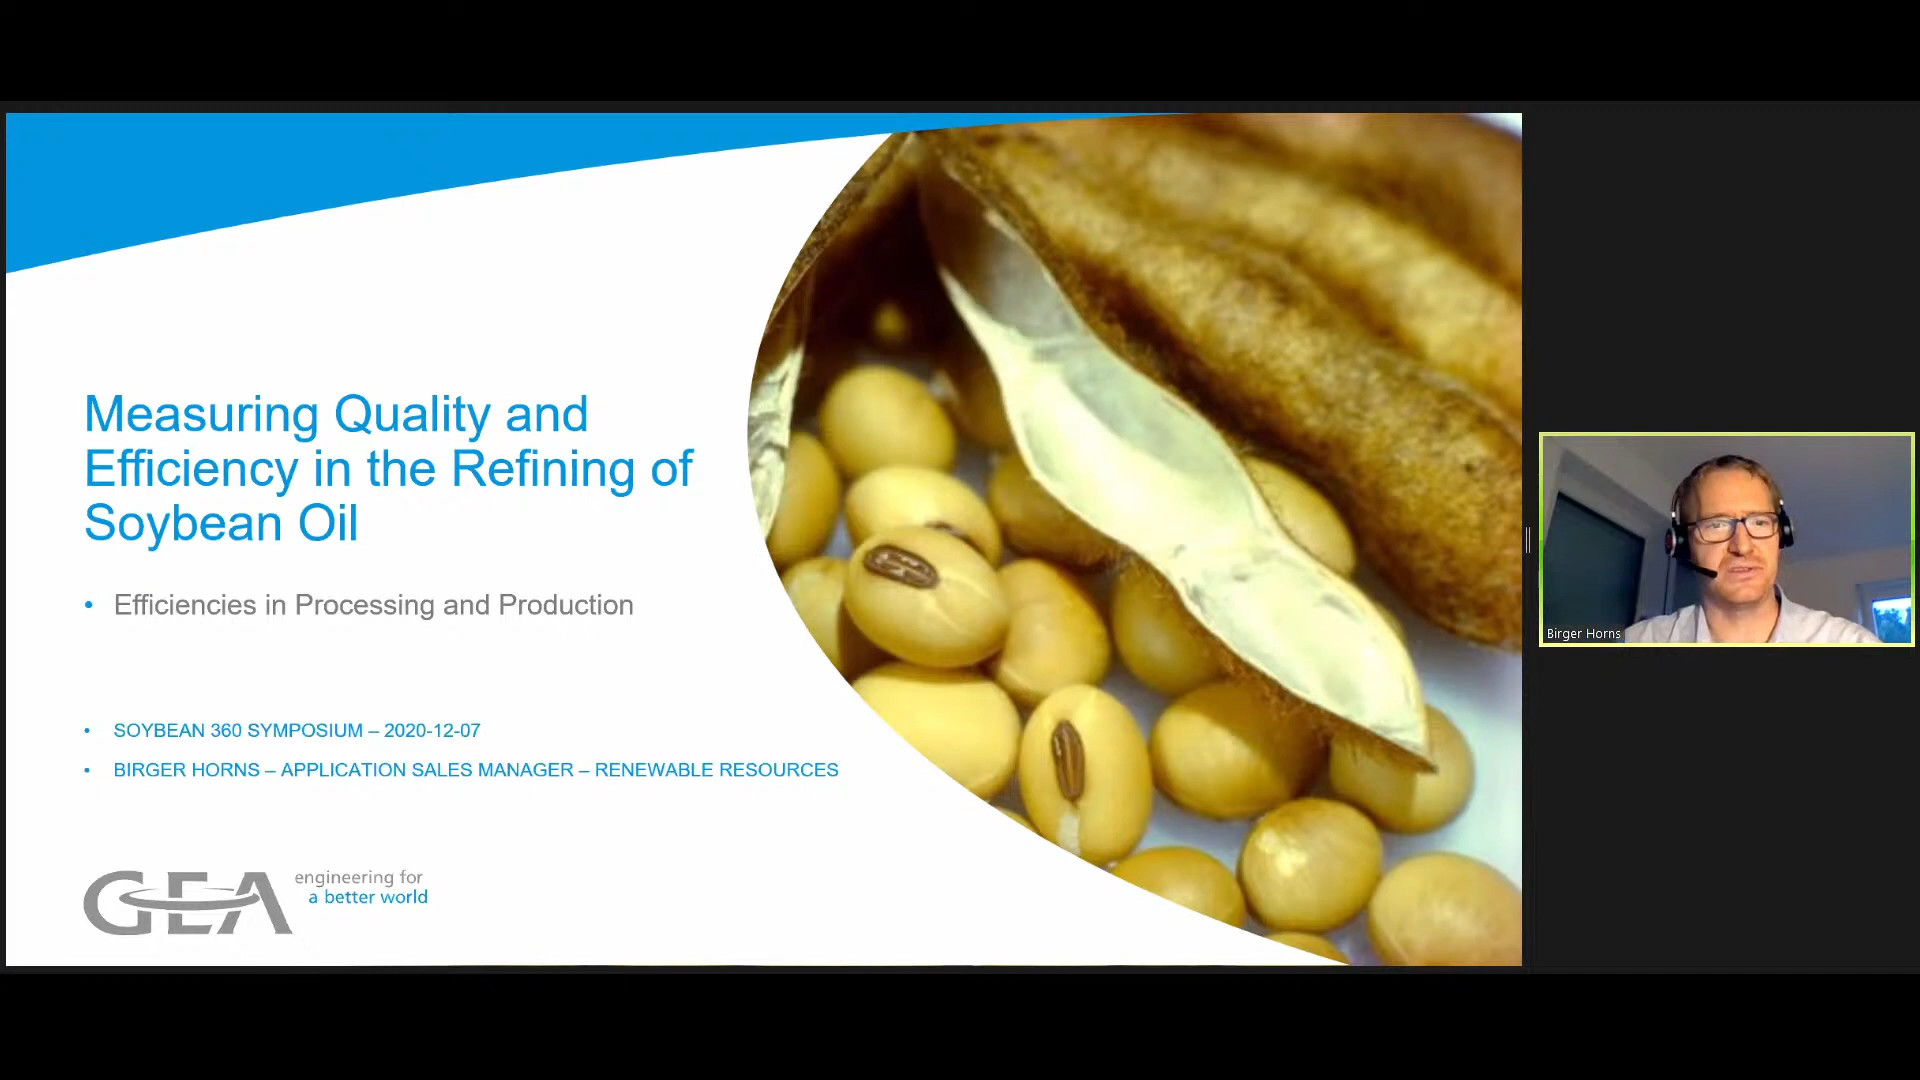 Measuring Quality and
Efficiency in the Refining of
Soybean Oil
• Efficiencies in Processing and Production
• SOYBEAN 360 SYMPOSIUM – 2020-12-07
• BIRGER HORNS – APPLICATION SALES MANAGER – RENEWABLE RESOURCES
GEA engineering for
a better world
Birger Horns